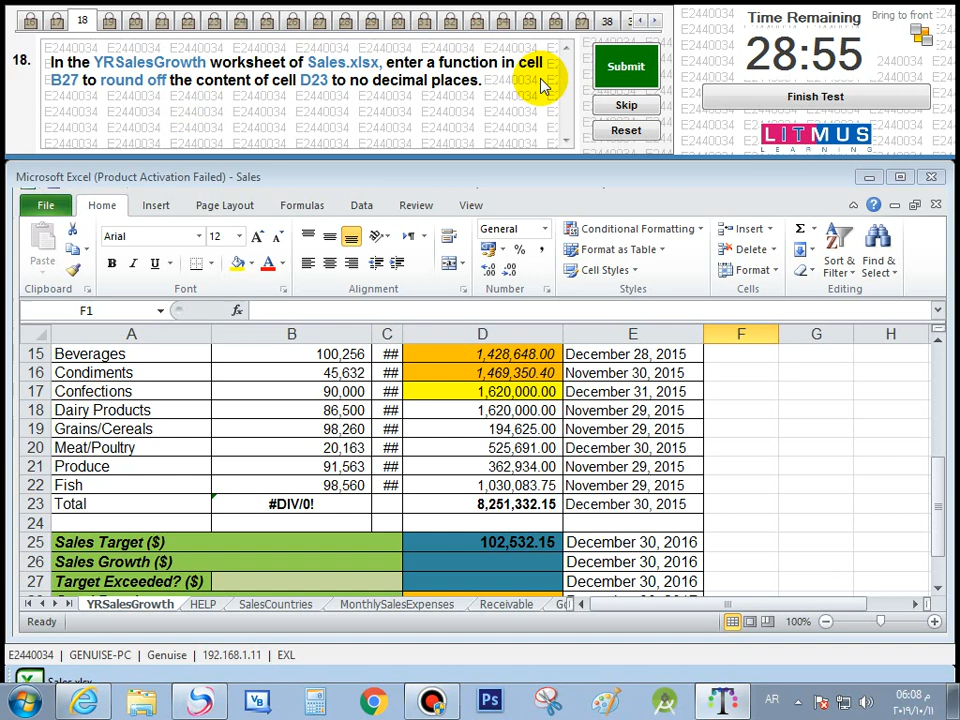 18
38
18.
In the YRSalesGrowth worksheet of Sales.xlsx, enter a function in cell
B27 to round off the content of cell D23 to no decimal places.
Submit
Skip
Reset
Time Remaining
Bring to front
28:55
Finish Test
LITMUS
LEARNING
Microsoft Excel (Product Activation Failed) - Sales
File Home Insert Page Layout Formulas Data Review View
Arial 12 General Conditional Formatting Insert
Format as Table Delete
Cell Styles Format
Paste Sort & Filter Find & Select
Clipboard Font Alignment Number Styles Cells Editing
F1 fx
A B C D E F G H
15 Beverages 100,256 ## 1,428,648.00 December 28, 2015
16 Condiments 45,632 ## 1,469,350.40 November 30, 2015
17 Confections 90,000 ## 1,620,000.00 December 31, 2015
18 Dairy Products 86,500 ## 1,620,000.00 November 29, 2015
19 Grains/Cereals 98,260 ## 194,625.00 November 29, 2015
20 Meat/Poultry 20,163 ## 525,691.00 December 30, 2015
21 Produce 91,563 ## 362,934.00 November 29, 2015
22 Fish 98,560 ## 1,030,083.75 November 29, 2015
23 Total #DIV/0! 8,251,332.15 December 30, 2015
24
25 Sales Target ($) 102,532.15 December 30, 2016
26 Sales Growth ($) December 30, 2016
27 Target Exceeded? ($) December 30, 2016
YRSalesGrowth HELP SalesCountries MonthlySalesExpenses Receivable
Ready 100%
E2440034 GENUISE-PC Genuise 192.168.1.11 EXL
Sales.xlsx
AR
06:08 م
٢٠١٩/١٠/١١